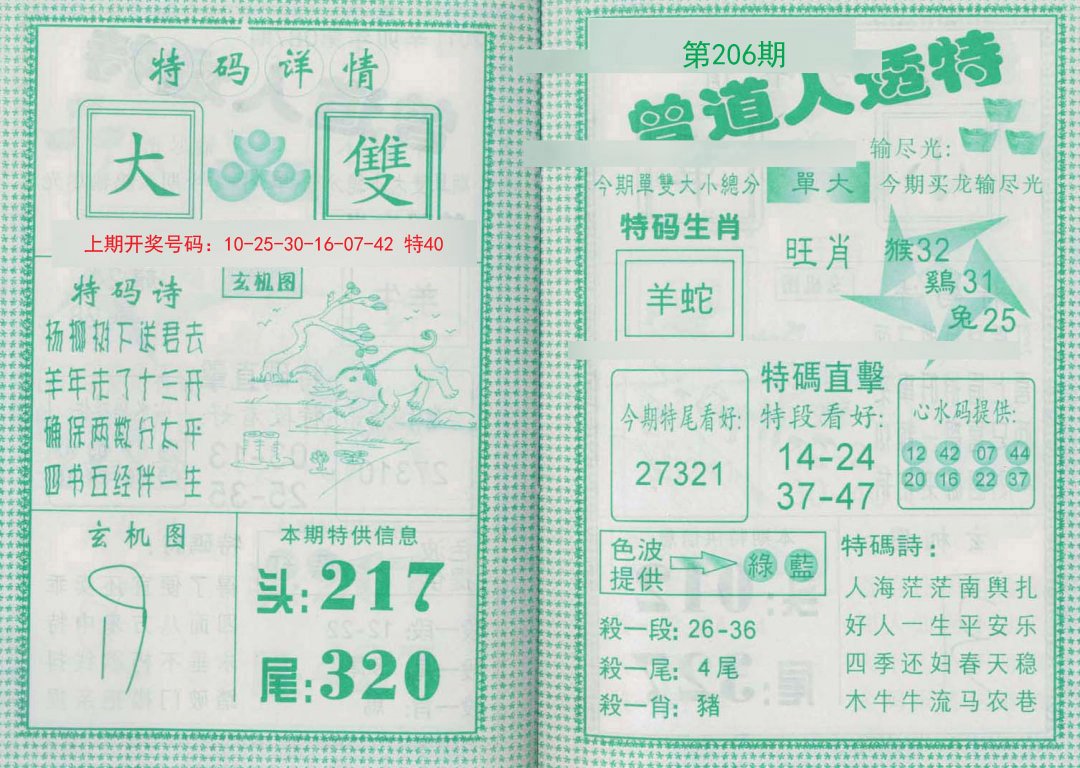 特码详情
大 雙
上期开奖号码：10-25-30-16-07-42 特40
特码诗
杨柳树下送君去
羊年走了十三开
确保两数分太平
四书五经伴一生
玄机图
玄机图
9
本期特供信息
头:217
尾:320
第206期
曾道人透特
输尽光:
今期單雙大小總分 單大 今期买龙输尽光
特码生肖
羊蛇
旺肖
猴32
鷄31
兔25
今期特尾看好:
27321
特碼直擊
特段看好:
14-24
37-47
心水码提供:
12 42 07 44
20 16 22 37
色波
提供
綠 藍
殺一段: 26-36
殺一尾: 4尾
殺一肖: 豬
特碼詩:
人海茫茫南舆扎
好人一生平安乐
四季还妇春天稳
木牛牛流马农巷